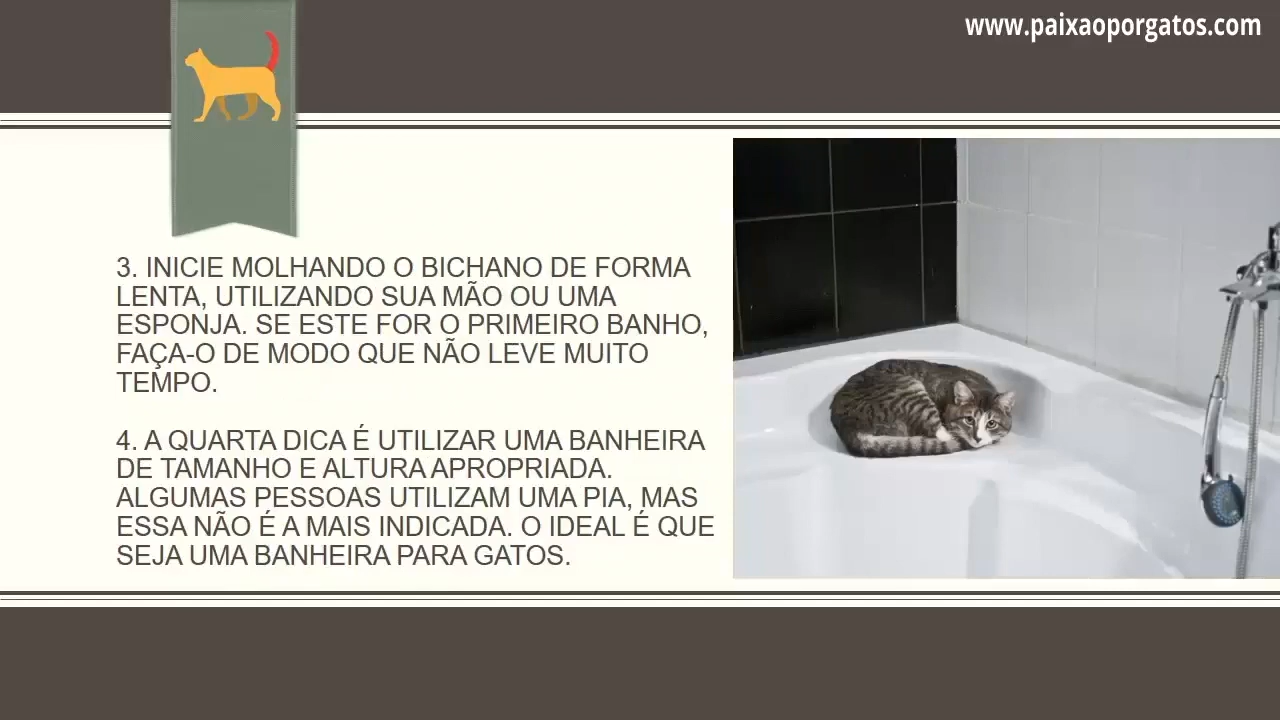 www.paixaoporgatos.com
3. INICIE MOLHANDO O BICHANO DE FORMA
LENTA, UTILIZANDO SUA MÃO OU UMA
ESPONJA. SE ESTE FOR O PRIMEIRO BANHO,
FAÇA-O DE MODO QUE NÃO LEVE MUITO
TEMPO.
4. A QUARTA DICA É UTILIZAR UMA BANHEIRA
DE TAMANHO E ALTURA APROPRIADA.
ALGUMAS PESSOAS UTILIZAM UMA PIA, MAS
ESSA NÃO É A MAIS INDICADA. O IDEAL É QUE
SEJA UMA BANHEIRA PARA GATOS.